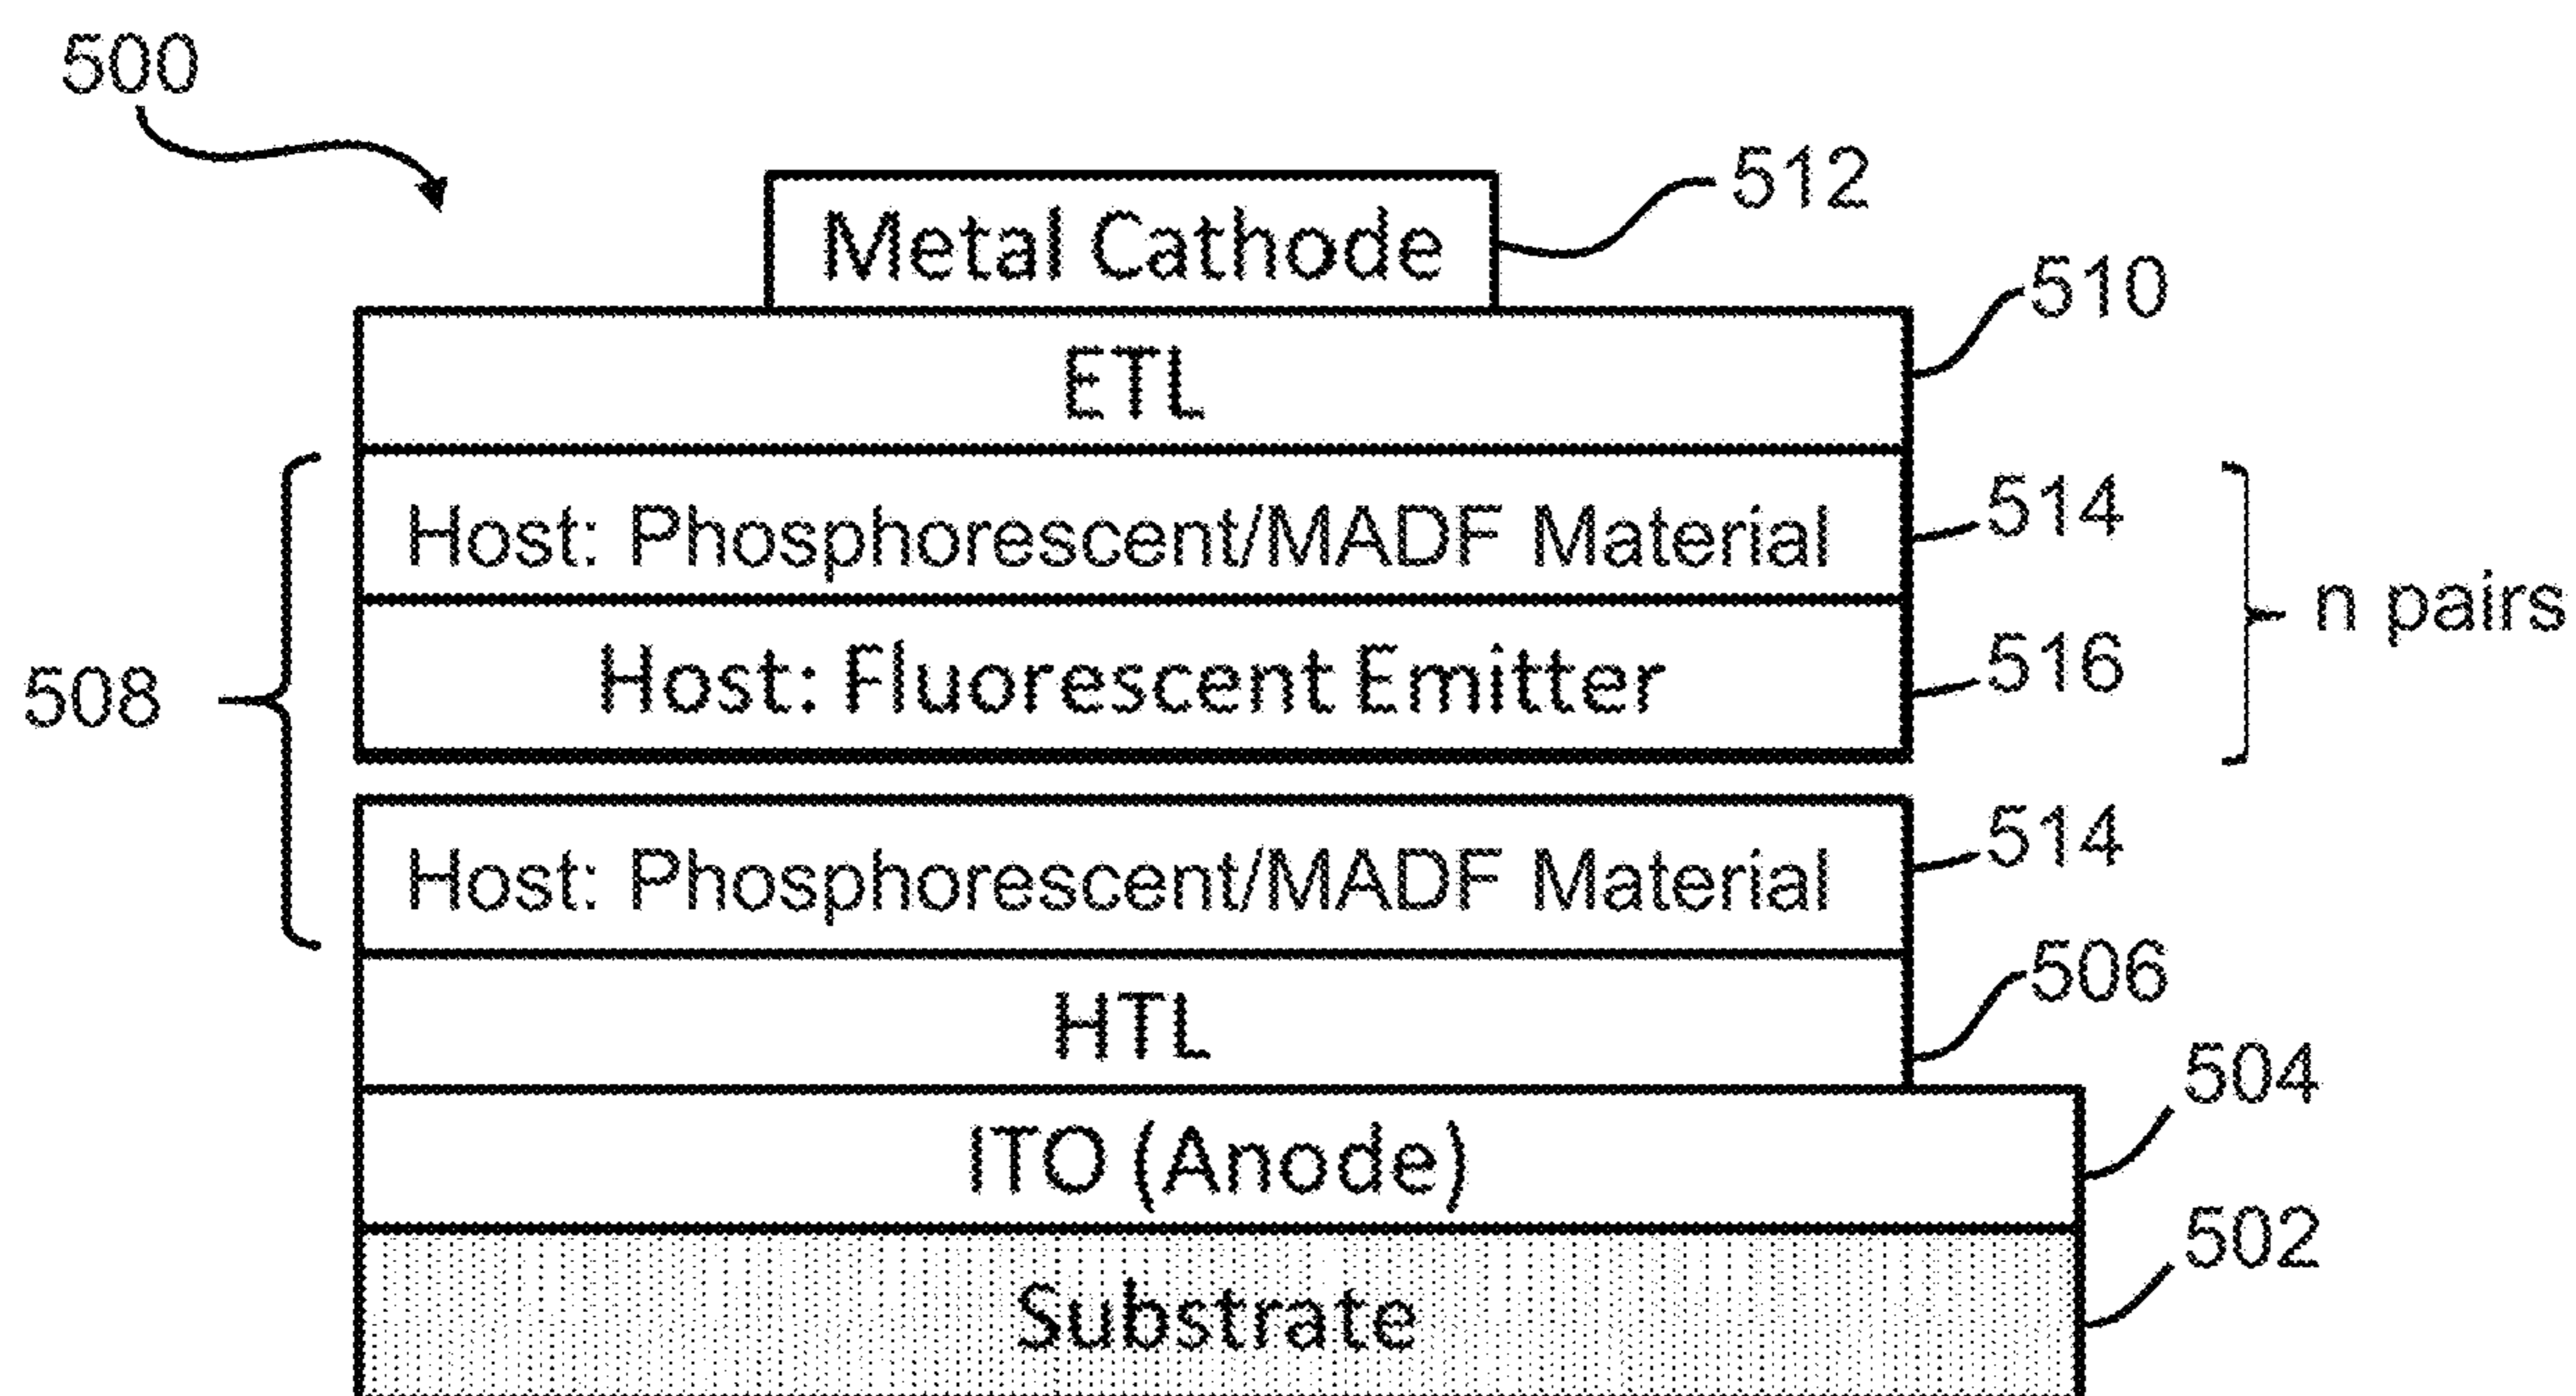 500
Metal Cathode
512
ETL
510
Host: Phosphorescent/MADF Material
514
Host: Fluorescent Emitter
516
n pairs
508
Host: Phosphorescent/MADF Material
514
HTL
506
ITO (Anode)
504
Substrate
502